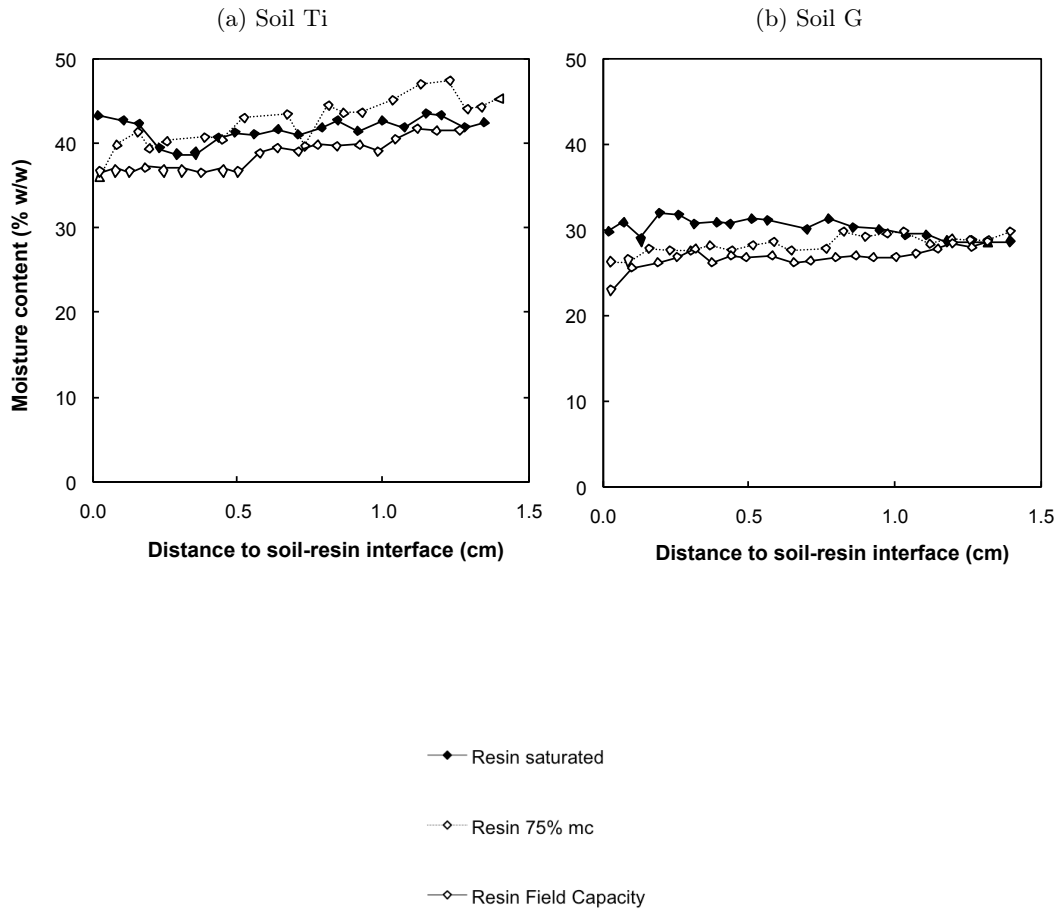 (a) Soil Ti
(b) Soil G
Moisture content (% w/w)
50
40
30
20
10
0
0.0
0.5
1.0
1.5
Distance to soil-resin interface (cm)
50
40
30
20
10
0
0.0
0.5
1.0
1.5
Distance to soil-resin interface (cm)
Resin saturated
Resin 75% mc
Resin Field Capacity